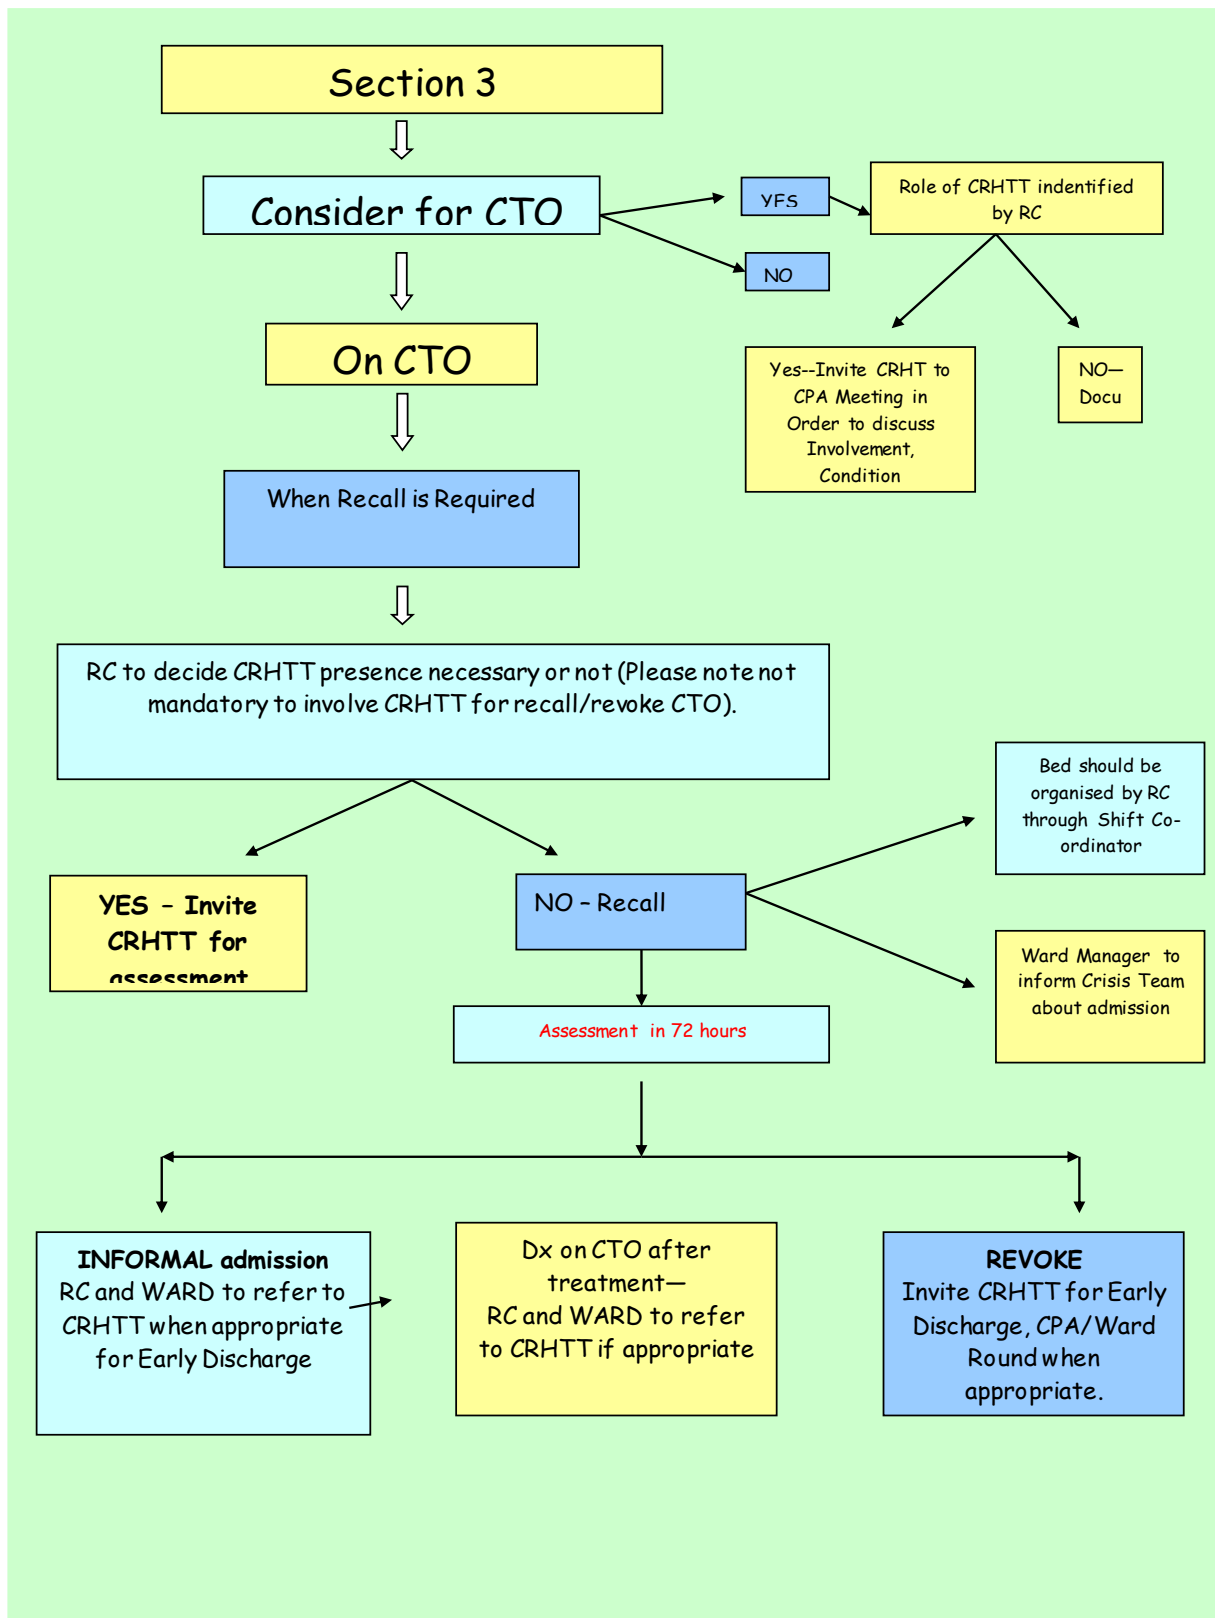 Section 3
Consider for CTO
YES
Role of CRHTT indentified
by RC
NO
On CTO
Yes--Invite CRHT to
CPA Meeting in
Order to discuss
Involvement,
Condition
NO—
Docu
When Recall is Required
RC to decide CRHTT presence necessary or not (Please note not
mandatory to involve CRHTT for recall/revoke CTO).
Bed should be
organised by RC
through Shift Co-
ordinator
YES – Invite
CRHTT for
assessment
NO – Recall
Ward Manager to
inform Crisis Team
about admission
Assessment in 72 hours
INFORMAL admission
RC and WARD to refer to
CRHTT when appropriate
for Early Discharge
Dx on CTO after
treatment—
RC and WARD to refer
to CRHTT if appropriate
REVOKE
Invite CRHTT for Early
Discharge, CPA/Ward
Round when
appropriate.